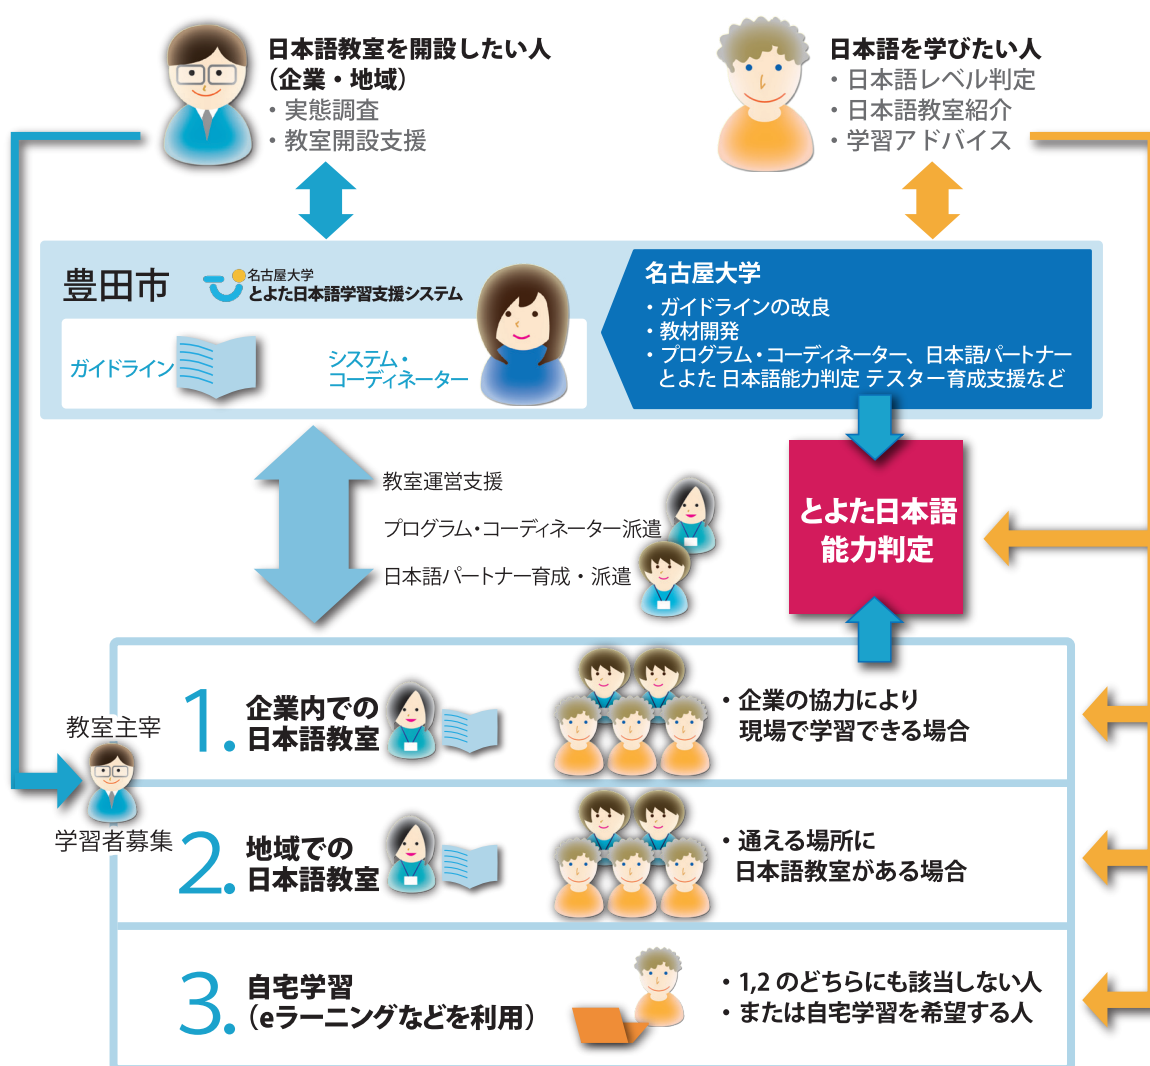 日本語教室を開設したい人
（企業・地域）
・実態調査
・教室開設支援
日本語を学びたい人
・日本語レベル判定
・日本語教室紹介
・学習アドバイス
豊田市
名古屋大学
とよた日本語学習支援システム
ガイドライン
システム・
コーディネーター
名古屋大学
・ガイドラインの改良
・教材開発
・プログラム・コーディネーター、日本語パートナー
とよた 日本語能力判定 テスター育成支援など
教室運営支援
プログラム・コーディネーター派遣
日本語パートナー育成・派遣
とよた日本語
能力判定
教室主宰
学習者募集
1. 企業内での
日本語教室
・企業の協力により
現場で学習できる場合
2. 地域での
日本語教室
・通える場所に
日本語教室がある場合
3. 自宅学習
（eラーニングなどを利用）
・1,2 のどちらにも該当しない人
・または自宅学習を希望する人